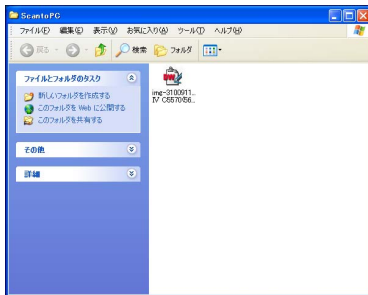 ScantoPC
ファイル(F) 編集(E) 表示(V) お気に入り(A) ツール(T) ヘルプ(H)
戻る 検索 フォルダ
ファイルとフォルダのタスク
新しいフォルダを作成する
このフォルダを Web に公開する
このフォルダを共有する
その他
詳細
img-3100911...
IV C5570(56...